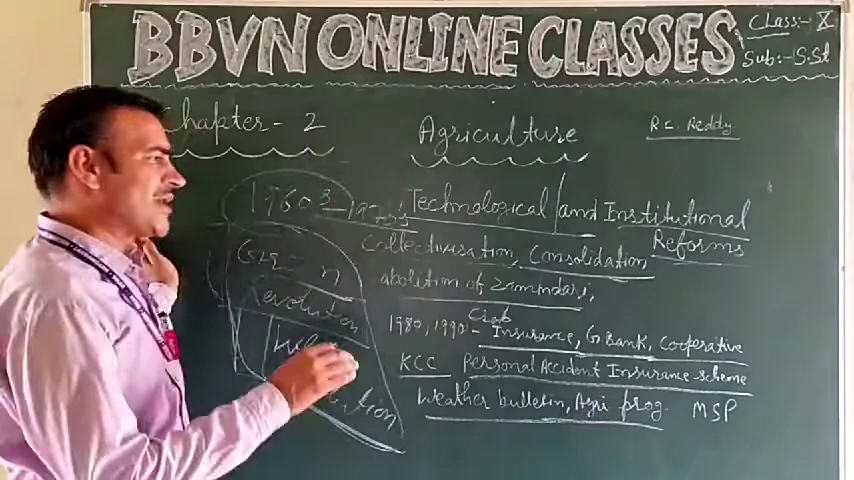 BBVN ONLINE CLASSES
Class:- X
Sub:- S.St
Chapter - 2
Agriculture
R.C. Reddy
1960s - 1970s
Technological and Institutional
Reforms
Green
Revolution
Collectivisation, Consolidation
abolition of zamindari,
1980, 1990 - Crop Insurance, G Bank, Cooperative
KCC Personal Accident Insurance scheme
Weather bulletin, Agri prog. MSP